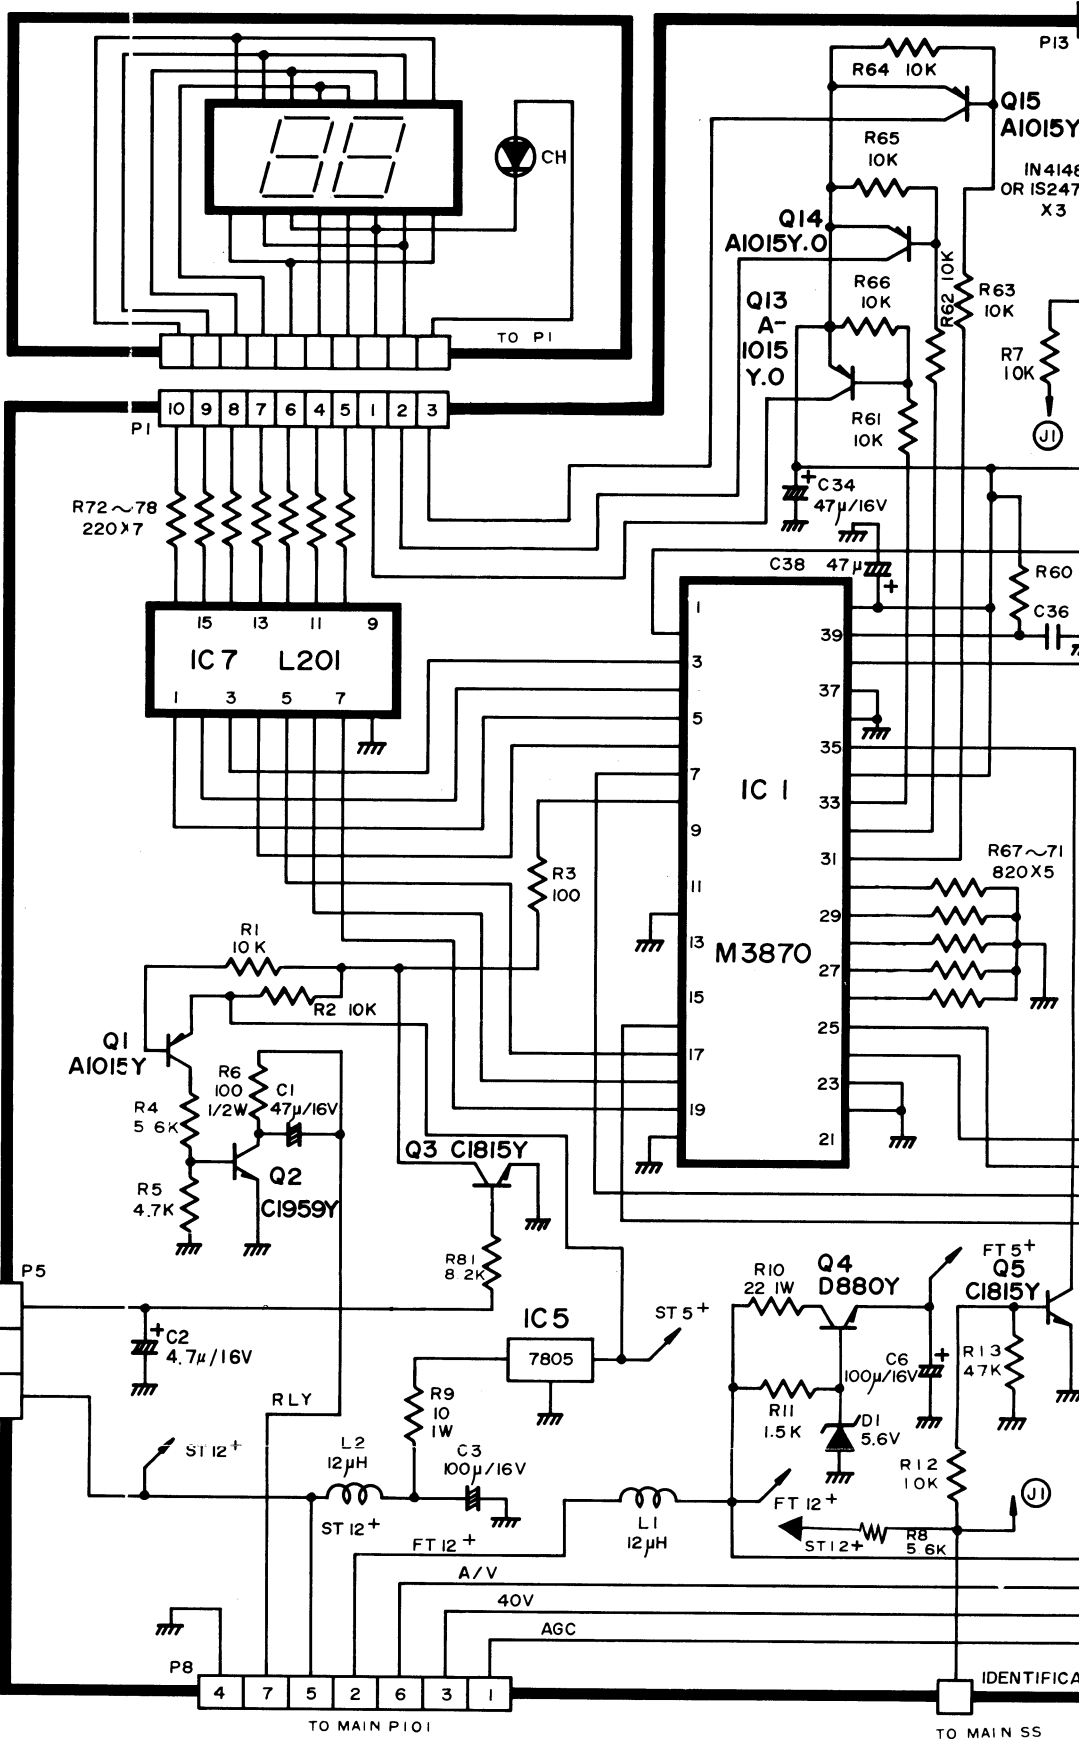 P13
R64 10K
Q15
A1015Y
R65
10K
1N4148
OR IS247
X3
CH
Q14
A1015Y.O
R62 10K
R66
10K
R63
10K
Q13
A-
1015
Y.O
TO P1
R7
10K
10 9 8 7 6 4 5 1 2 3
P1
R61
10K
J1
R72~78
220X7
C34
47μ/16V
C38 47μ
R60
C36
15 13 11 9
IC7 L201
1 3 5 7
1
3
5
7
9
11
13
15
17
19
IC 1
M3870
39
37
35
33
31
29
27
25
23
21
R67~71
820X5
R3
100
R1
10K
R2 10K
Q1
A1015Y
R6
100
1/2W
C1
47μ/16V
R4
5.6K
Q3 C1815Y
Q2
C1959Y
R5
4.7K
R81
8.2K
P5
C2
4.7μ/16V
IC5
7805
ST5+
R10
22 1W
Q4
D880Y
FT5+
Q5
C1815Y
C6
100μ/16V
R13
47K
RLY
R9
10
1W
R11
1.5K
D1
5.6V
ST12+
L2
12μH
C3
100μ/16V
R12
10K
ST12+
FT12+
L1
12μH
FT12+
J1
ST12+
R8
5.6K
A/V
40V
AGC
P8
4 7 5 2 6 3 1
IDENTIFICA
TO MAIN P101
TO MAIN SS